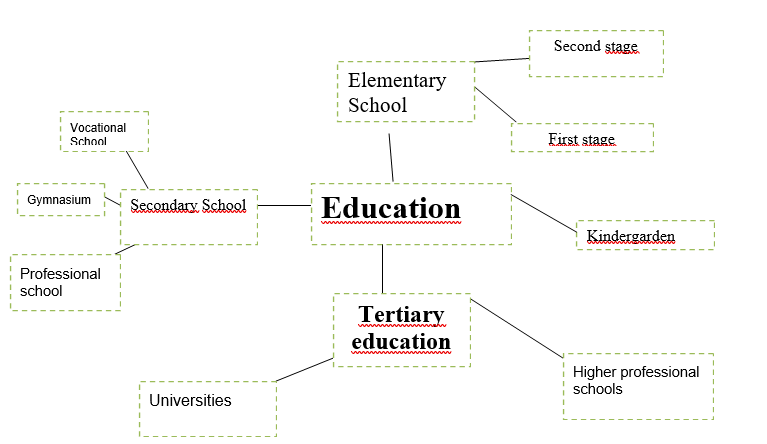 Second stage
Elementary
School
First stage
Vocational
School
Gymnasium
Secondary School
Education
Kindergarden
Professional
school
Tertiary
education
Higher professional
schools
Universities